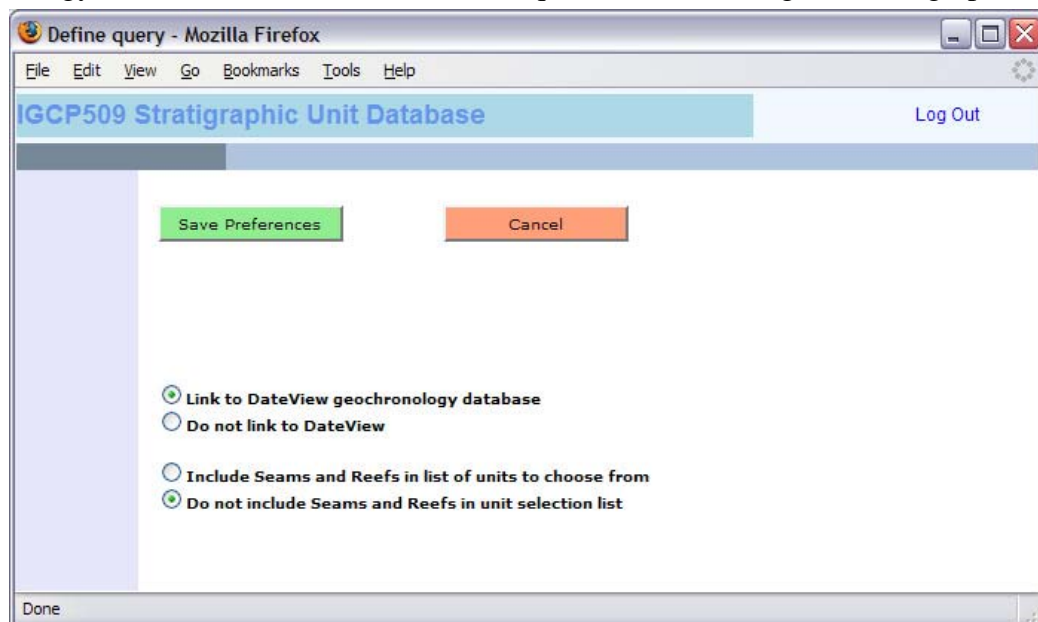 Define query - Mozilla Firefox
File Edit View Go Bookmarks Tools Help
IGCP509 Stratigraphic Unit Database Log Out
Save Preferences Cancel
Link to DateView geochronology database
Do not link to DateView
Include Seams and Reefs in list of units to choose from
Do not include Seams and Reefs in unit selection list
Done